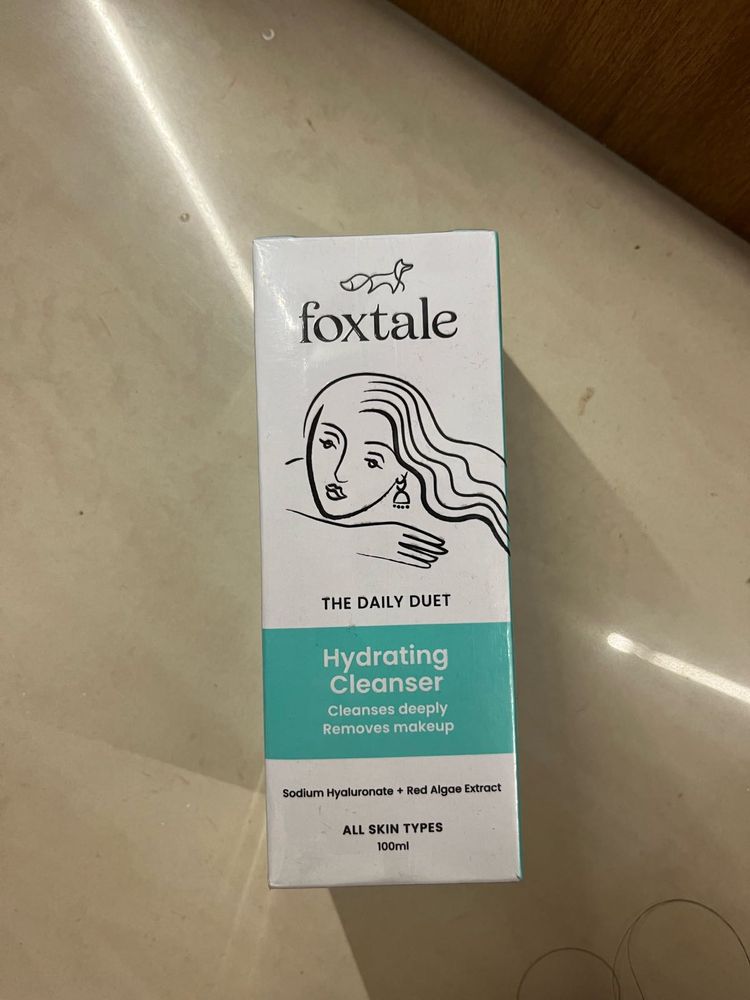 foxtale
THE DAILY DUET
Hydrating
Cleanser
Cleanses deeply
Removes makeup
Sodium Hyaluronate + Red Algae Extract
ALL SKIN TYPES
100ml